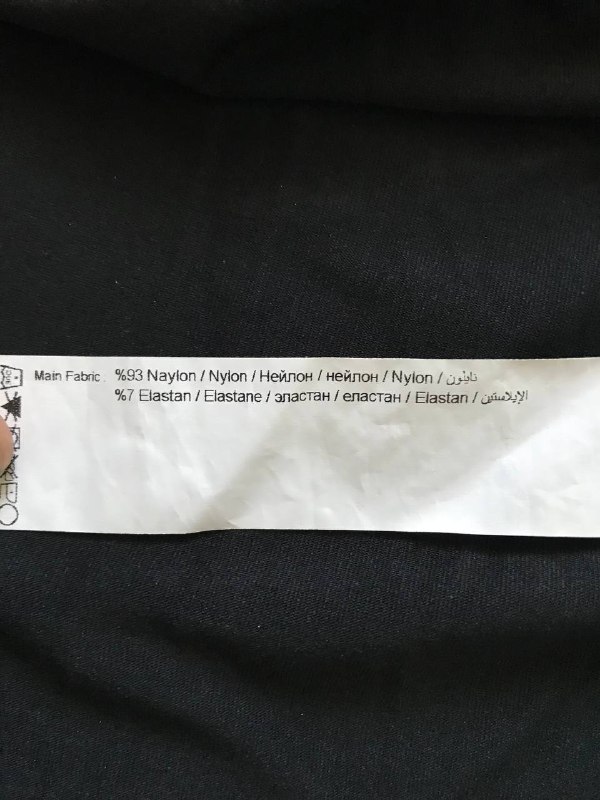 Main Fabric : %93 Naylon / Nylon / Нейлон / нейлон / Nylon / نايلون
%7 Elastan / Elastane / эластан / еластан / Elastan / الإيلاستين